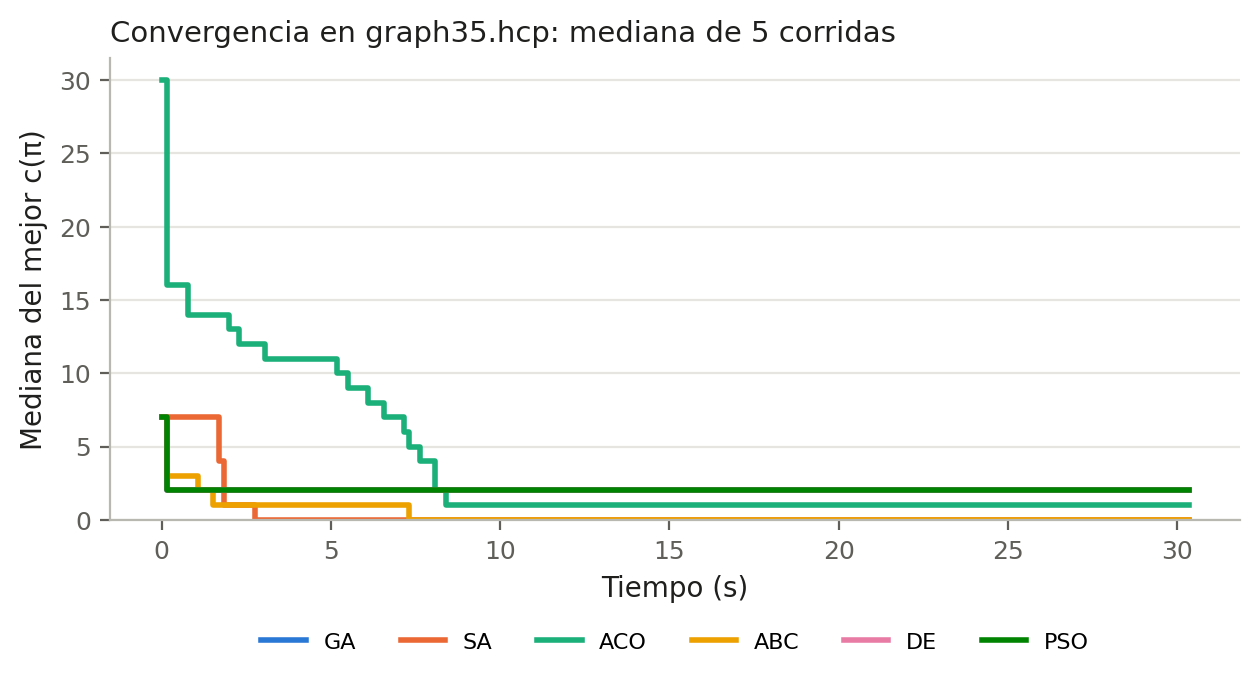 Convergencia en graph35.hcp: mediana de 5 corridas
Mediana del mejor c(π)
30
25
20
15
10
5
0
0 5 10 15 20 25 30
Tiempo (s)
GA SA ACO ABC DE PSO